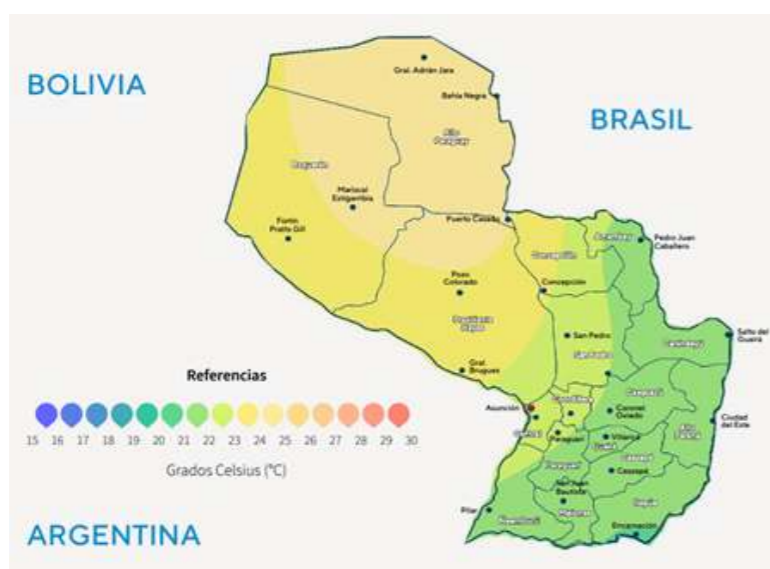 BOLIVIA
BRASIL
ARGENTINA
Gral. Adrián Jara
Bahía Negra
Alto
Paraguay
Boquerón
Mariscal
Estigarribia
Fortín
Pratts Gill
Puerto Casado
Concepción
Amambay
Pedro Juan
Caballero
Pozo
Colorado
Concepción
Presidente
Hayes
San Pedro
San Pedro
Canindeyú
Salto del
Guairá
Gral.
Bruguez
Caaguazú
Asunción
Cordillera
Coronel
Oviedo
Alto
Paraná
Ciudad
del Este
Central
Paraguarí
Villarrica
Guairá
Caazapá
Paraguarí
Caazapá
San Juan
Bautista
Misiones
Itapúa
Pilar
Ñeembucú
Encarnación
Referencias
15 16 17 18 19 20 21 22 23 24 24 25 26 27 28 29 30
Grados Celsius (°C)